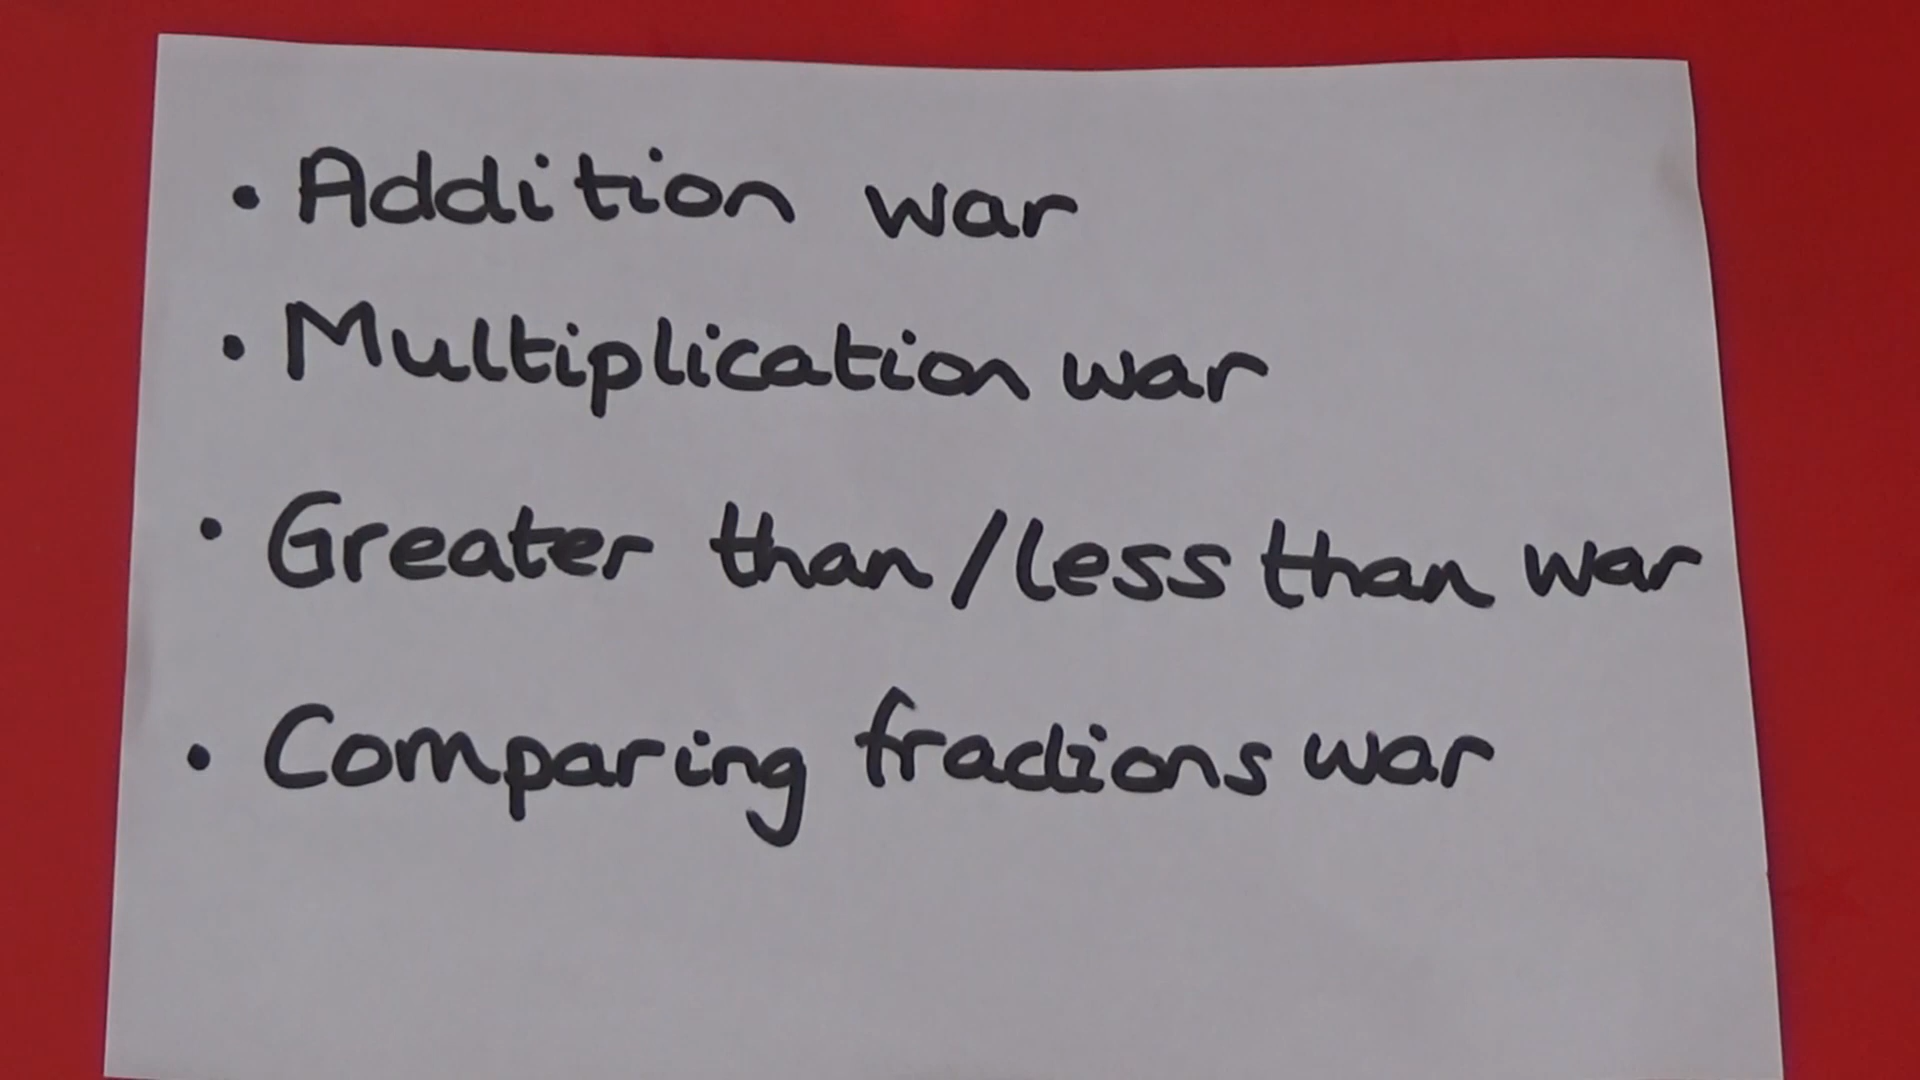 • Addition war
• Multiplication war
• Greater than/less than war
• Comparing fractions war